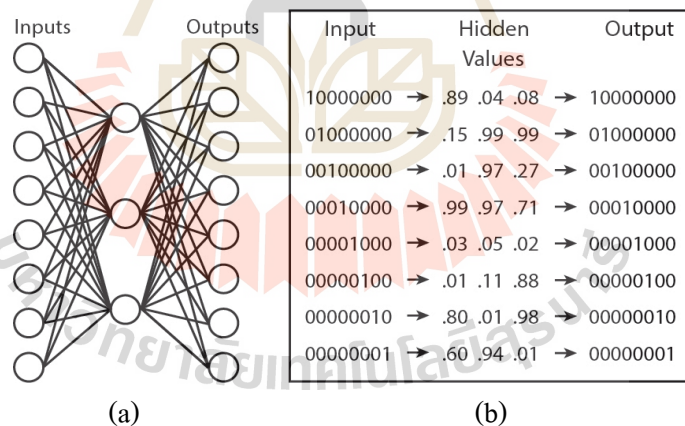 Inputs
Outputs
Input Hidden Values Output
10000000 → .89 .04 .08 → 10000000
01000000 → .15 .99 .99 → 01000000
00100000 → .01 .97 .27 → 00100000
00010000 → .99 .97 .71 → 00010000
00001000 → .03 .05 .02 → 00001000
00000100 → .01 .11 .88 → 00000100
00000010 → .80 .01 .98 → 00000010
00000001 → .60 .94 .01 → 00000001
(a)
(b)